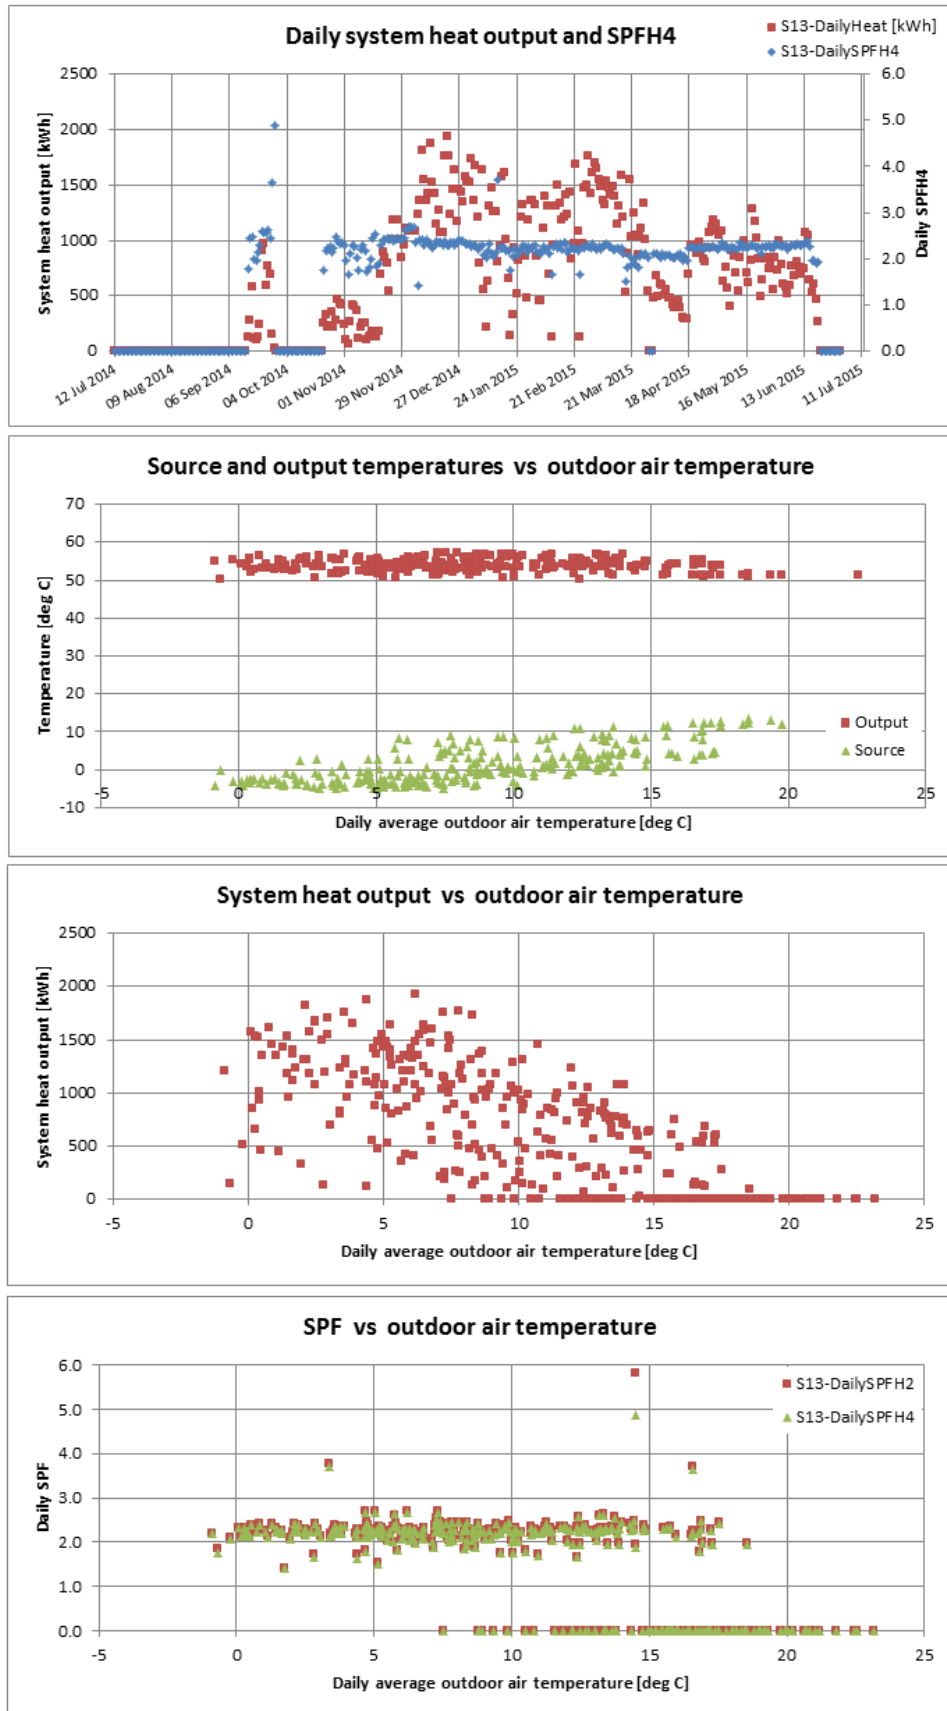 Daily system heat output and SPFH4
S13-DailyHeat [kWh]
S13-DailySPFH4
2500
2000
1500
1000
500
0
System heat output [kWh]
6.0
5.0
4.0
3.0
2.0
1.0
0.0
Daily SPFH4
12 Jul 2014
09 Aug 2014
06 Sep 2014
04 Oct 2014
01 Nov 2014
29 Nov 2014
27 Dec 2014
24 Jan 2015
21 Feb 2015
21 Mar 2015
18 Apr 2015
16 May 2015
13 Jun 2015
11 Jul 2015
Source and output temperatures vs outdoor air temperature
70
60
50
40
30
20
10
0
-10
Temperature [deg C]
Output
Source
-5
0
5
10
15
20
25
Daily average outdoor air temperature [deg C]
System heat output vs outdoor air temperature
2500
2000
1500
1000
500
0
System heat output [kWh]
-5
0
5
10
15
20
25
Daily average outdoor air temperature [deg C]
SPF vs outdoor air temperature
6.0
5.0
4.0
3.0
2.0
1.0
0.0
Daily SPF
S13-DailySPFH2
S13-DailySPFH4
-5
0
5
10
15
20
25
Daily average outdoor air temperature [deg C]